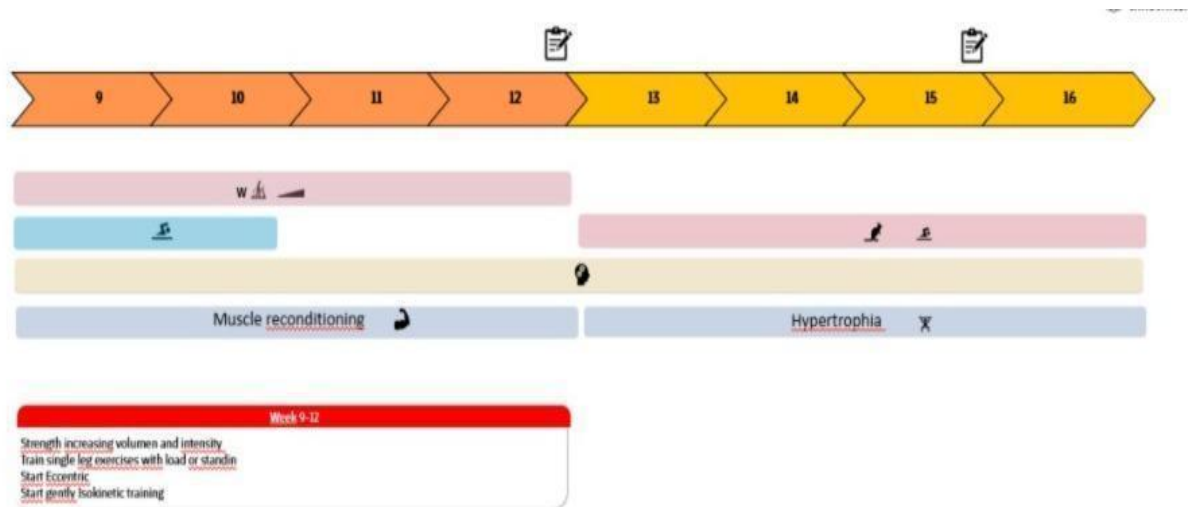 9 10 11 12 13 14 15 16
W
Muscle reconditioning
Hypertrophia
Week 9-12
Strength increasing volumen and intensity
Train single leg exercises with load or standin
Start Eccentric
Start gently Isokinetic training